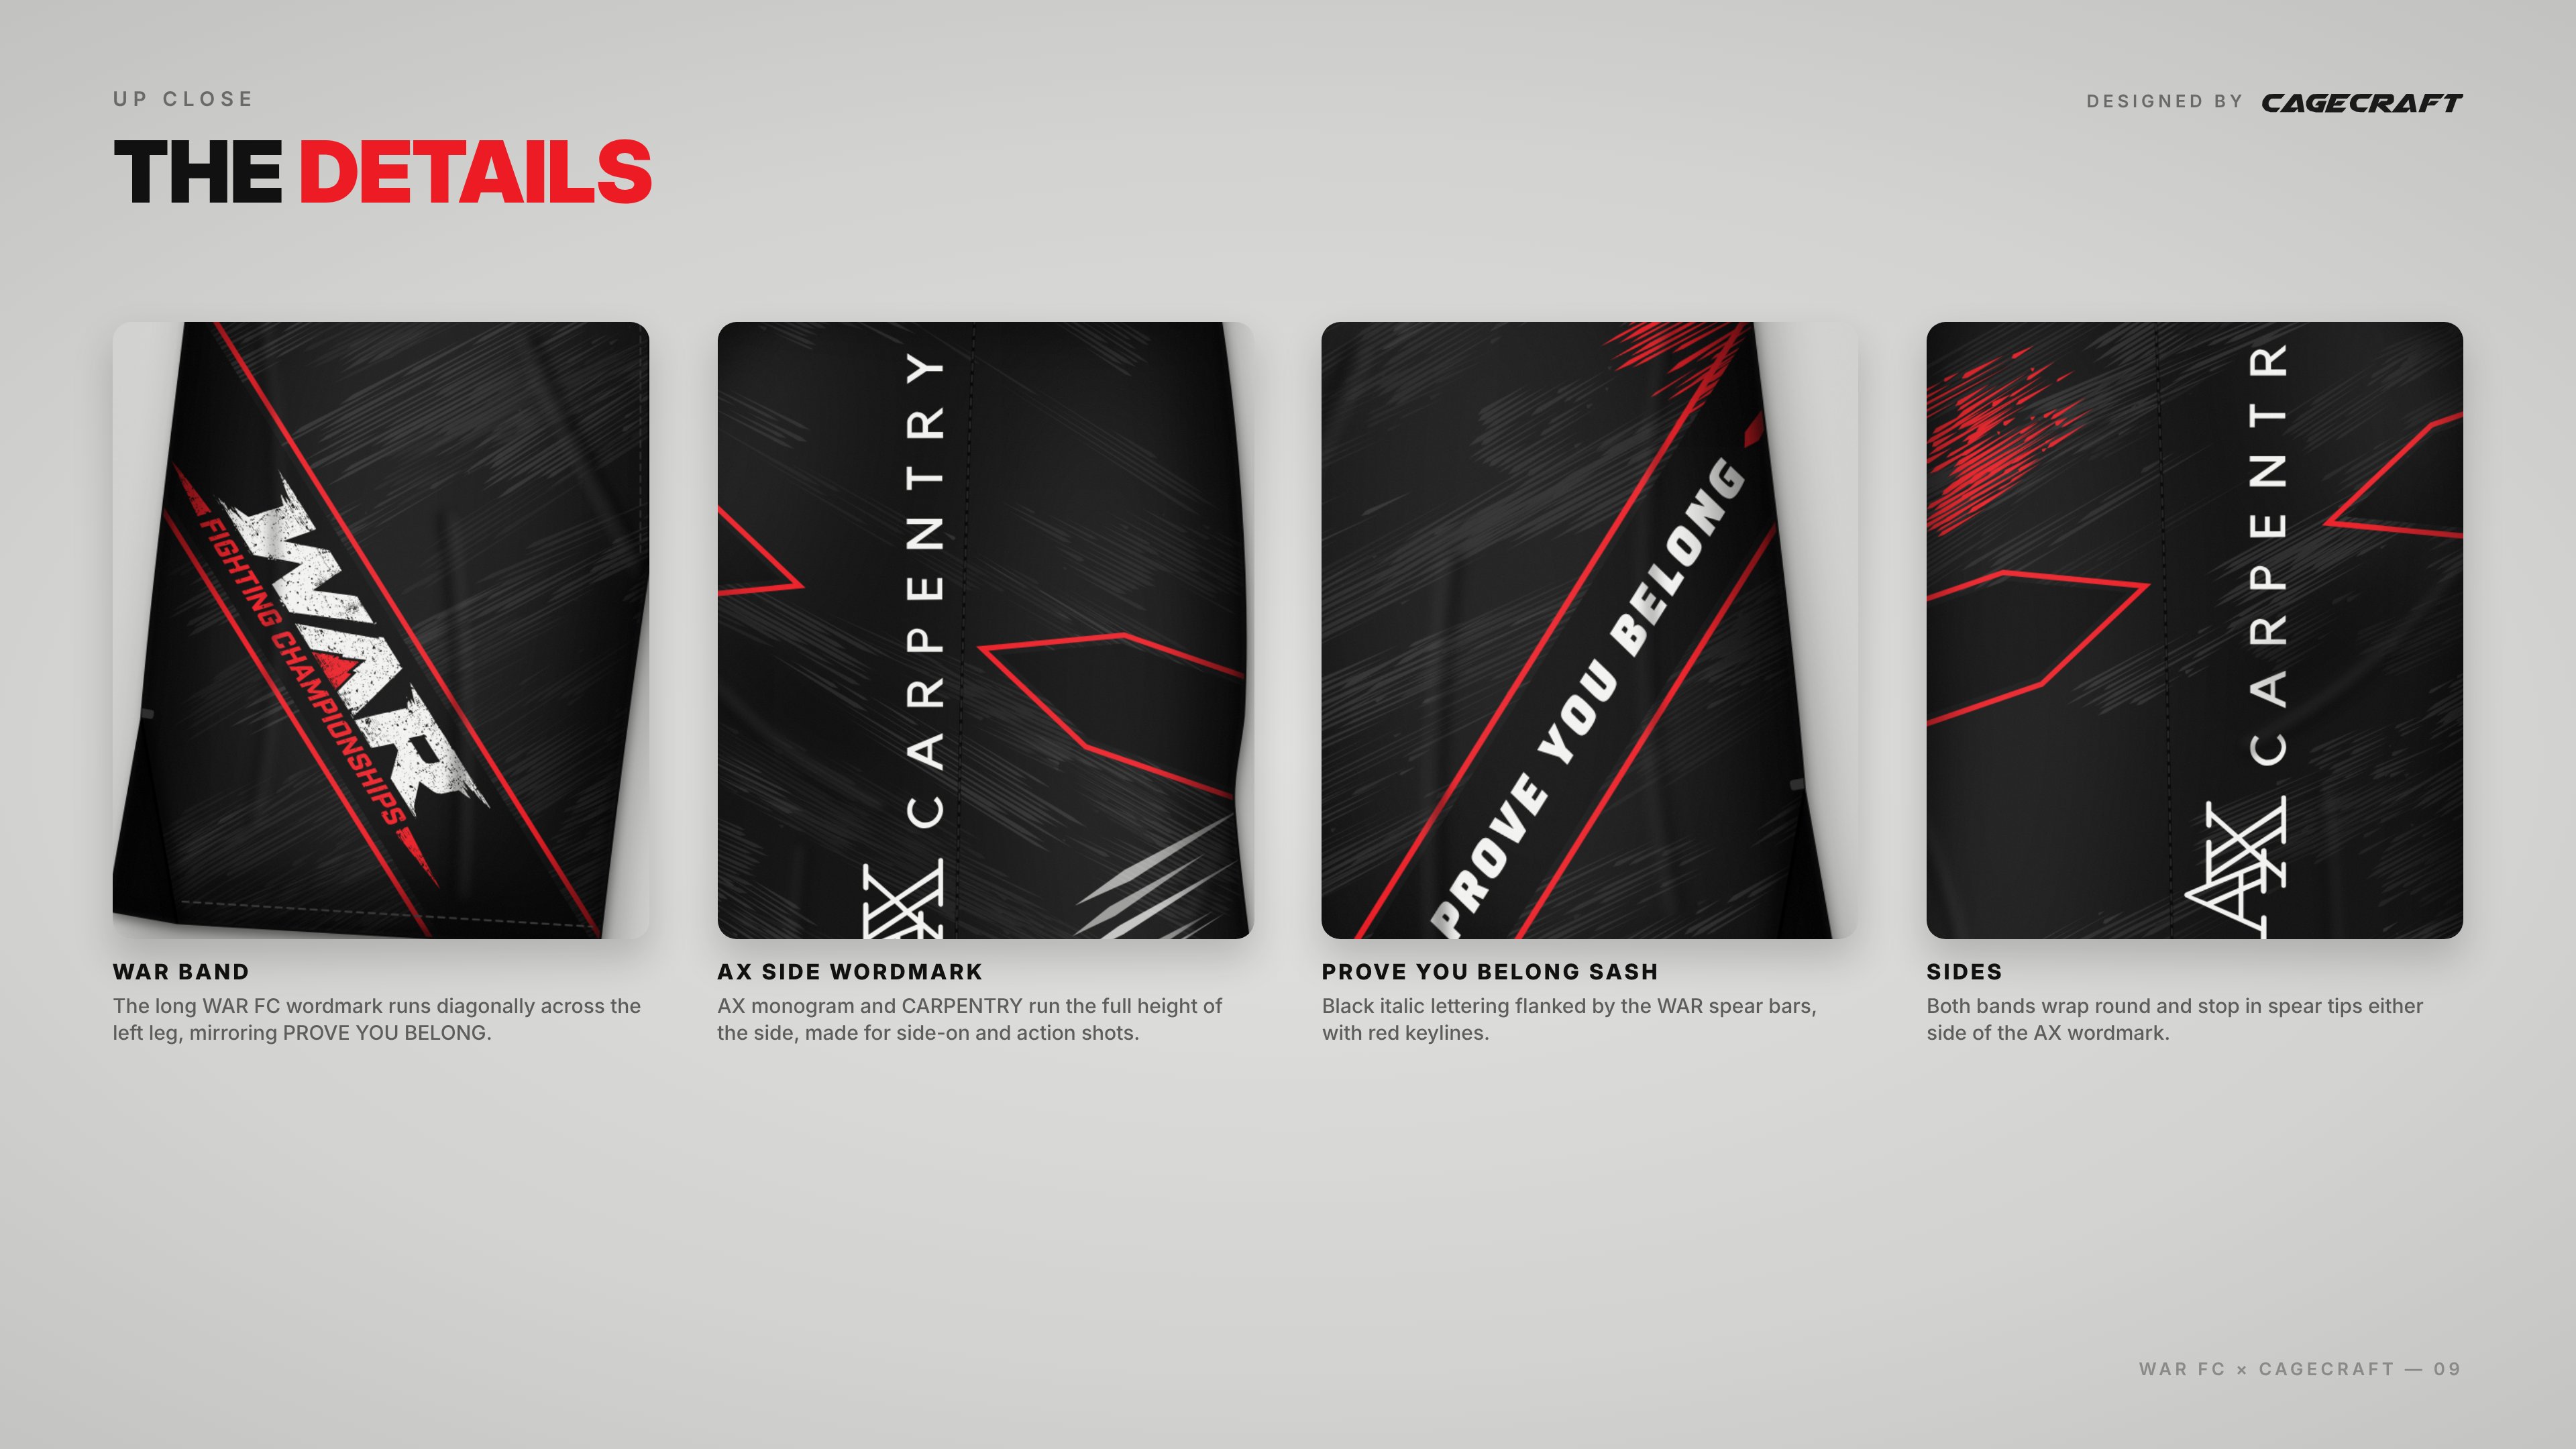 UP CLOSE
DESIGNED BY CAGECRAFT
THE DETAILS
WAR
FIGHTING CHAMPIONSHIPS
AX CARPENTRY
PROVE YOU BELONG
AX CARPENTR
WAR BAND
The long WAR FC wordmark runs diagonally across the
left leg, mirroring PROVE YOU BELONG.
AX SIDE WORDMARK
AX monogram and CARPENTRY run the full height of
the side, made for side-on and action shots.
PROVE YOU BELONG SASH
Black italic lettering flanked by the WAR spear bars,
with red keylines.
SIDES
Both bands wrap round and stop in spear tips either
side of the AX wordmark.
WAR FC × CAGECRAFT — 09